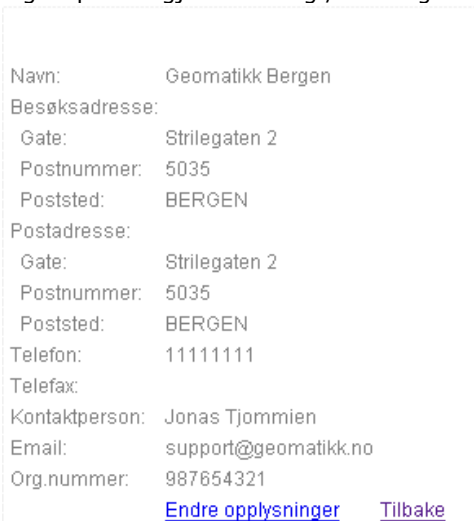 Navn: Geomatikk Bergen
Besøksadresse:
Gate: Strilegaten 2
Postnummer: 5035
Poststed: BERGEN
Postadresse:
Gate: Strilegaten 2
Postnummer: 5035
Poststed: BERGEN
Telefon: 11111111
Telefax:
Kontaktperson: Jonas Tjommien
Email: support@geomatikk.no
Org.nummer: 987654321
Endre opplysninger Tilbake